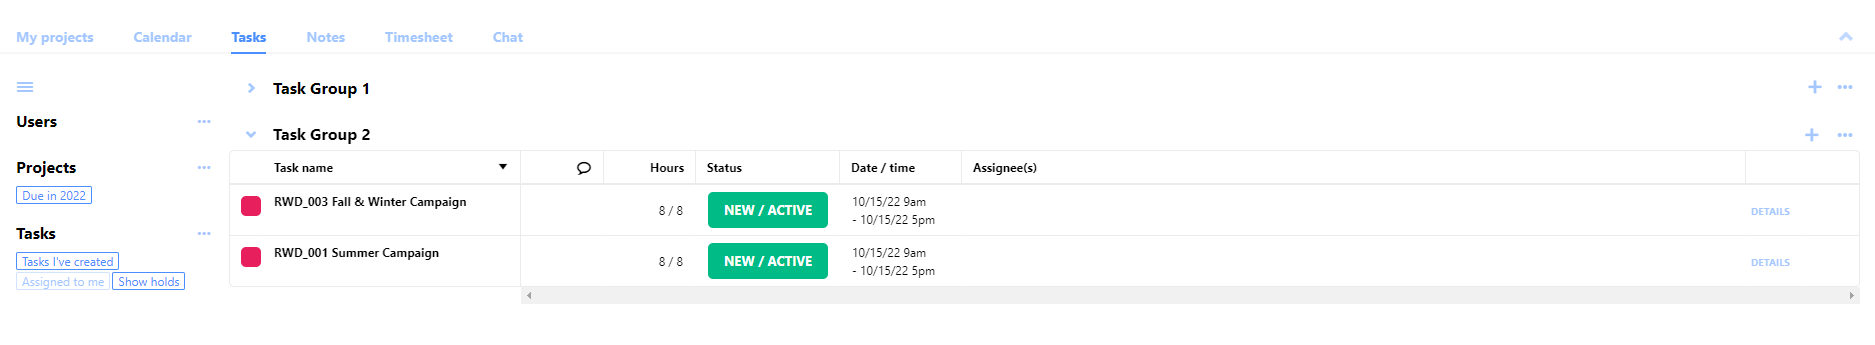 My projects Calendar Tasks Notes Timesheet Chat
Users
Projects
Due in 2022
Tasks
Tasks I've created
Assigned to me Show holds
Task Group 1
Task Group 2
Task name Hours Status Date / time Assignee(s)
RWD_003 Fall & Winter Campaign 8 / 8 NEW / ACTIVE 10/15/22 9am
- 10/15/22 5pm DETAILS
RWD_001 Summer Campaign 8 / 8 NEW / ACTIVE 10/15/22 9am
- 10/15/22 5pm DETAILS